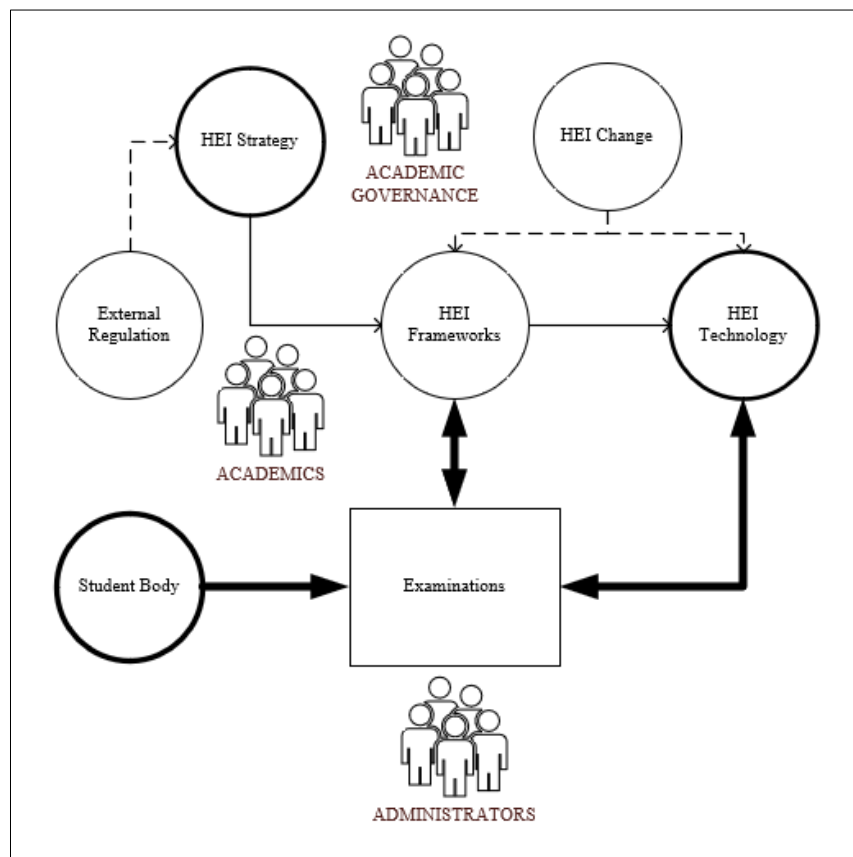 HEI Strategy
ACADEMIC
GOVERNANCE
HEI Change
External
Regulation
HEI
Frameworks
HEI
Technology
ACADEMICS
Student Body
Examinations
ADMINISTRATORS